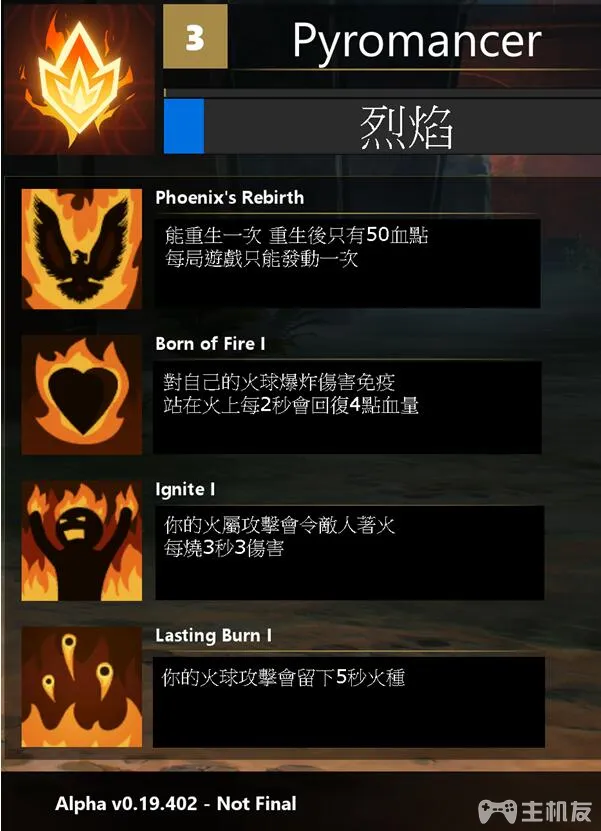 3
Pyromancer
烈焰
Phoenix's Rebirth
能重生一次 重生後只有50血點
每局遊戲只能發動一次
Born of Fire I
對自己的火球爆炸傷害免疫
站在火上每2秒會回復4點血量
Ignite I
你的火屬攻擊會令敵人著火
每燒3秒3傷害
Lasting Burn I
你的火球攻擊會留下5秒火種
Alpha v0.19.402 - Not Final
主机友